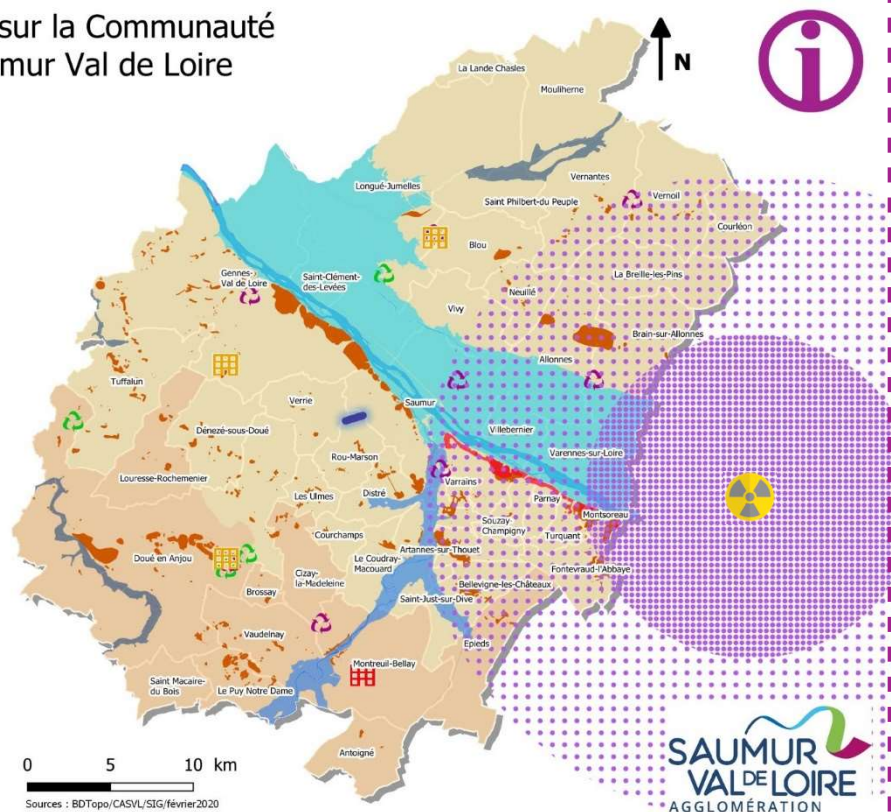 sur la Communauté
mur Val de Loire
N
i
La Lande Chasles
Mouliherne
Vernantes
Longué-Jumelles
Saint Philbert-du Peuple
Vernoil
Courléon
Blou
Gennes-
Val de Loire
Saint-Clément
-des-Levées
La Breille-les-Pins
Neuillé
Vivy
Brain-sur-Allonnes
Allonnes
Tuffalun
Verrie
Saumur
Villebernier
Dénezé-sous-Doué
Varennes-sur-Loire
Rou-Marson
Louresse-Rochemenier
Varrains
Les Ulmes
Distré
Parnay
Montsoreau
Souzay-
Champigny
Turquant
Courchamps
Artannes-sur-Thouet
Doué en Anjou
Le Coudray-
Macouard
Fontevraud-l'Abbaye
Cizay-
la-Madeleine
Bellevigne-les-Châteaux
Brossay
Saint-Just-sur-Dive
Vaudelnay
Epieds
Montreuil-Bellay
Saint Macaire-
du Bois
Le Puy Notre Dame
Antoigné
0 5 10 km
Sources : BDTopo/CASVL/SIG/février2020
SAUMUR
VAL DE LOIRE
AGGLOMÉRATION